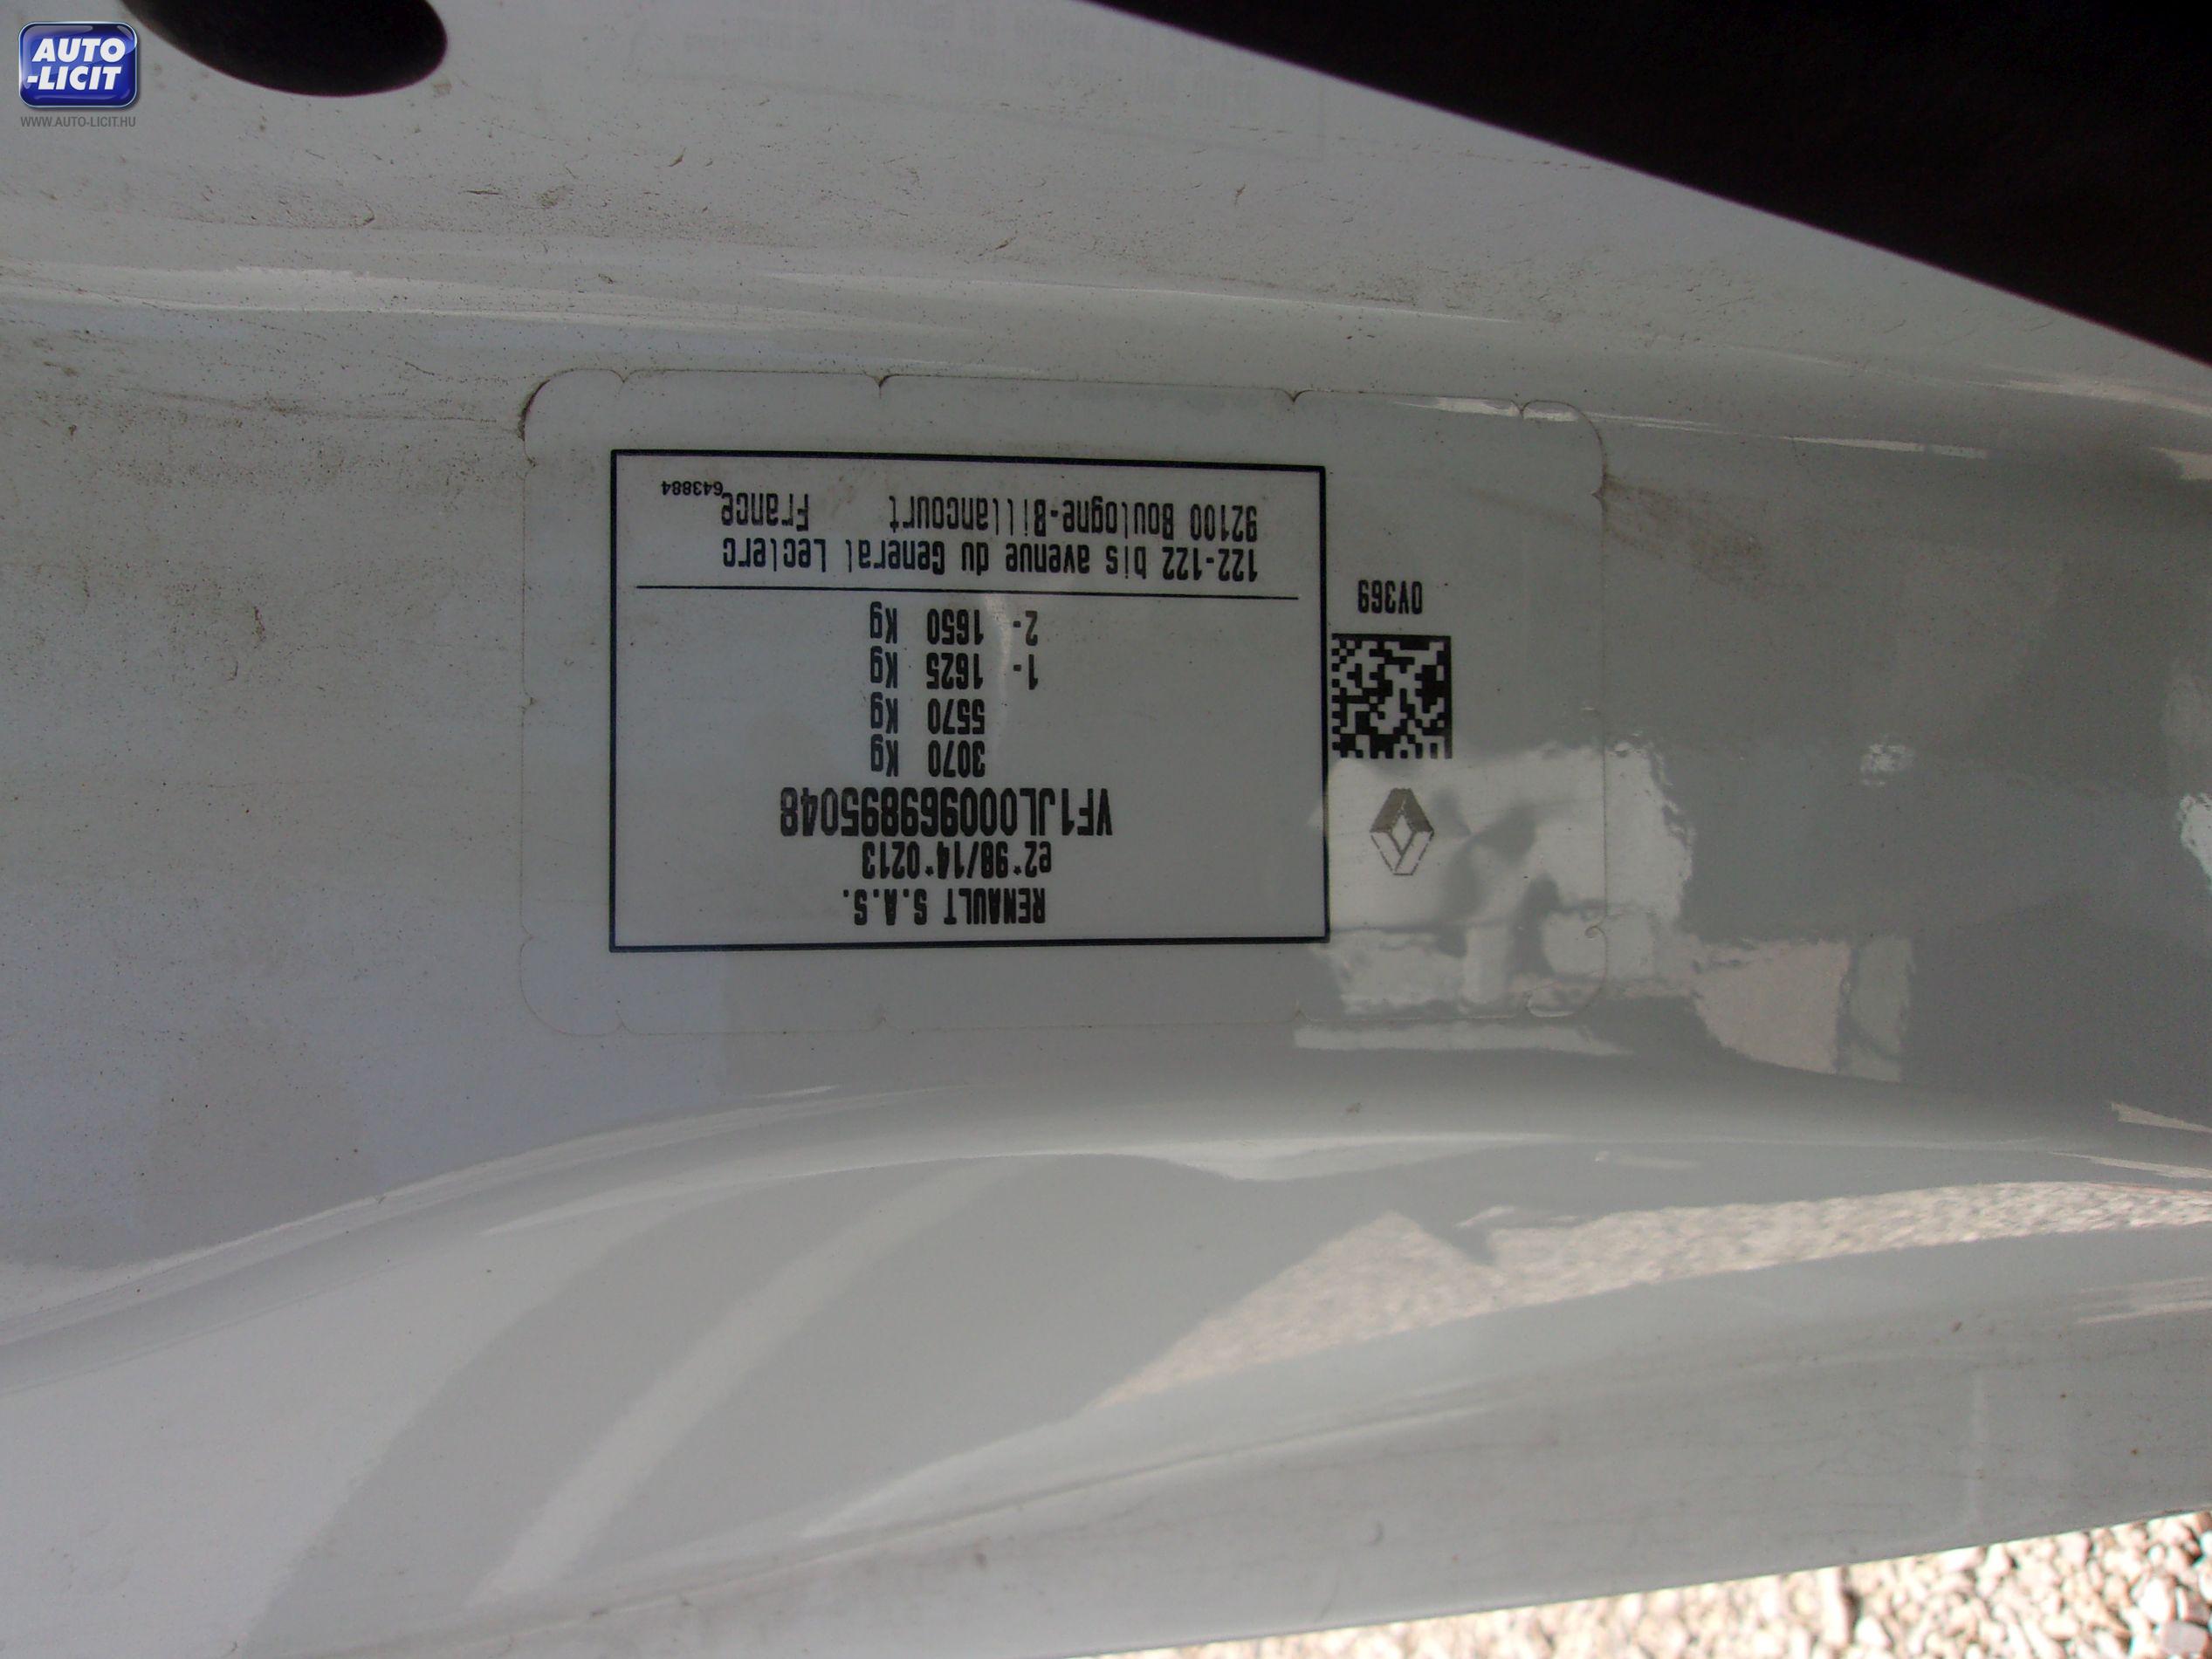 AUTO
-LICIT
WWW.AUTO-LICIT.HU
RENAULT S.A.S.
e2*98/14*0213
VF1JL000969895048
3070 Kg
5570 Kg
1- 1625 Kg
2- 1650 Kg
122-122 bis avenue du General Leclerc
92100 Boulogne-Billancourt France
643884
0V369